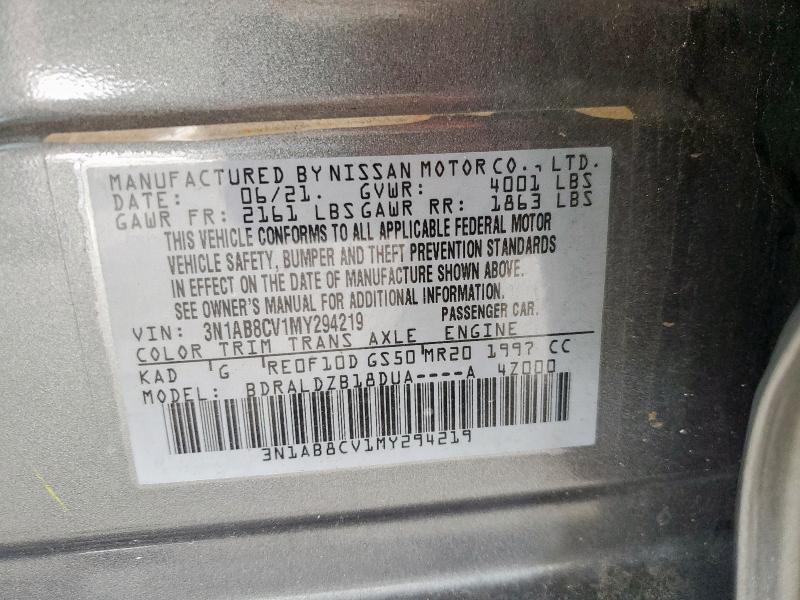 MANUFACTURED BY NISSAN MOTOR CO., LTD.
DATE: 06/21. GVWR: 4001 LBS
GAWR FR: 2161 LBS GAWR RR: 1863 LBS
THIS VEHICLE CONFORMS TO ALL APPLICABLE FEDERAL MOTOR
VEHICLE SAFETY, BUMPER AND THEFT PREVENTION STANDARDS
IN EFFECT ON THE DATE OF MANUFACTURE SHOWN ABOVE.
SEE OWNER'S MANUAL FOR ADDITIONAL INFORMATION.
VIN: 3N1AB8CV1MY294219 PASSENGER CAR.
COLOR TRIM TRANS AXLE ENGINE
KAD G RE0F10D GS50 MR20 1997 CC
MODEL: BDRALDZB18DUA----A 4Z000
3N1AB8CV1MY294219